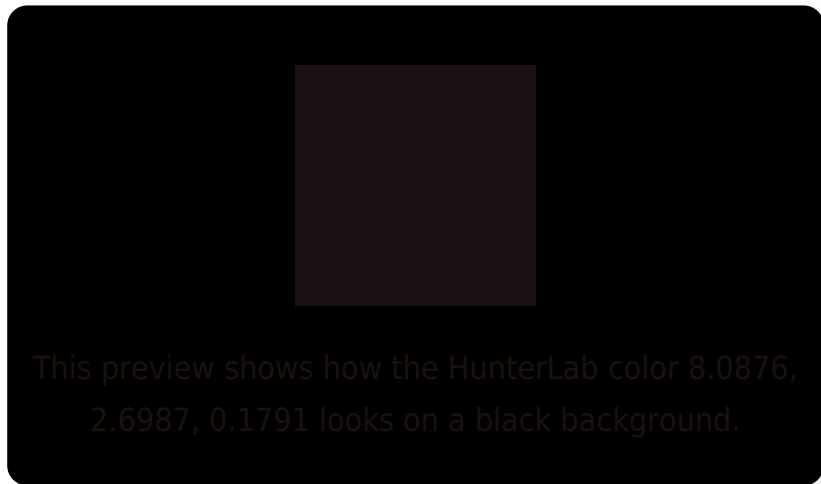 This preview shows how the HunterLab color 8.0876,
2.6987, 0.1791 looks on a black background.